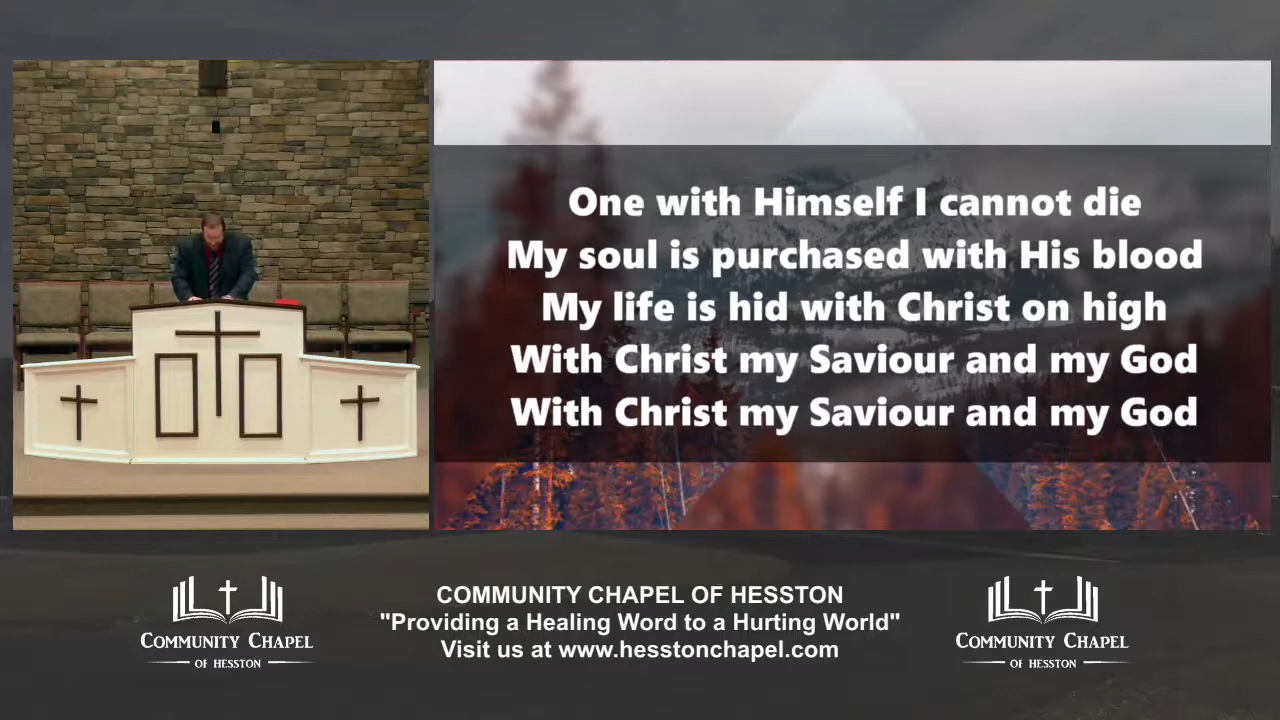 One with Himself I cannot die
My soul is purchased with His blood
My life is hid with Christ on high
With Christ my Saviour and my God
With Christ my Saviour and my God
COMMUNITY CHAPEL
OF HESSTON
COMMUNITY CHAPEL OF HESSTON
"Providing a Healing Word to a Hurting World"
Visit us at www.hesstonchapel.com
COMMUNITY CHAPEL
OF HESSTON